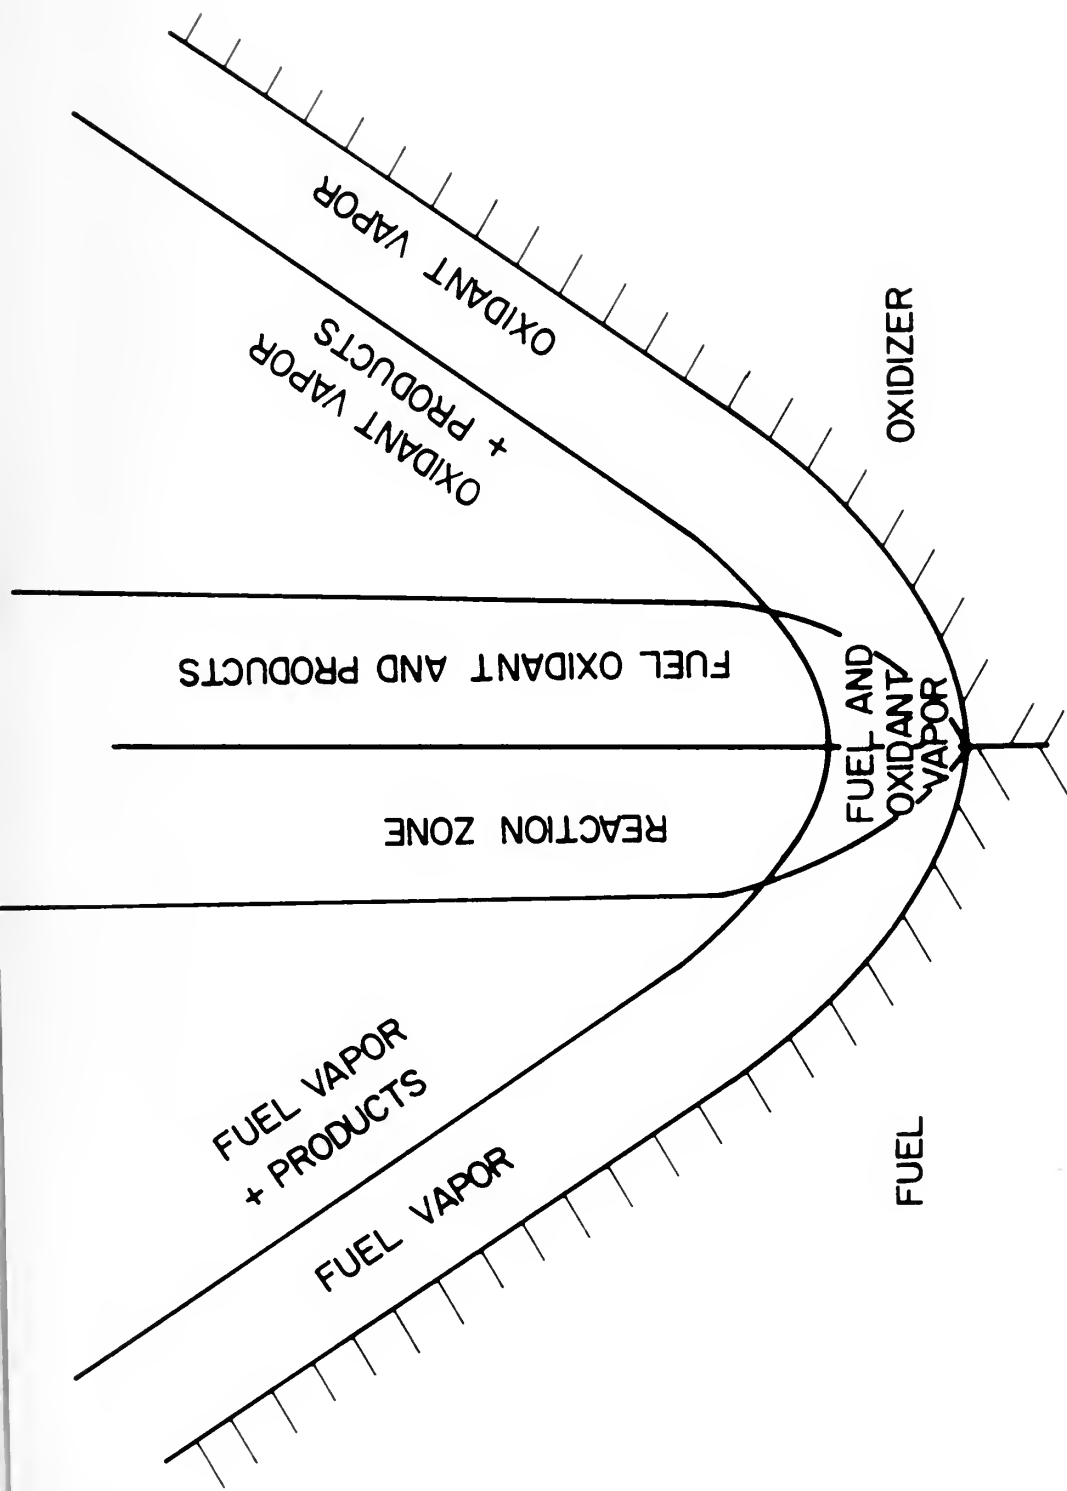 OXIDANT VAPOR
OXIDANT VAPOR
+ PRODUCTS
OXIDIZER
FUEL OXIDANT AND PRODUCTS
FUEL AND
OXIDANT
VAPOR
REACTION ZONE
FUEL VAPOR
+ PRODUCTS
FUEL VAPOR
FUEL